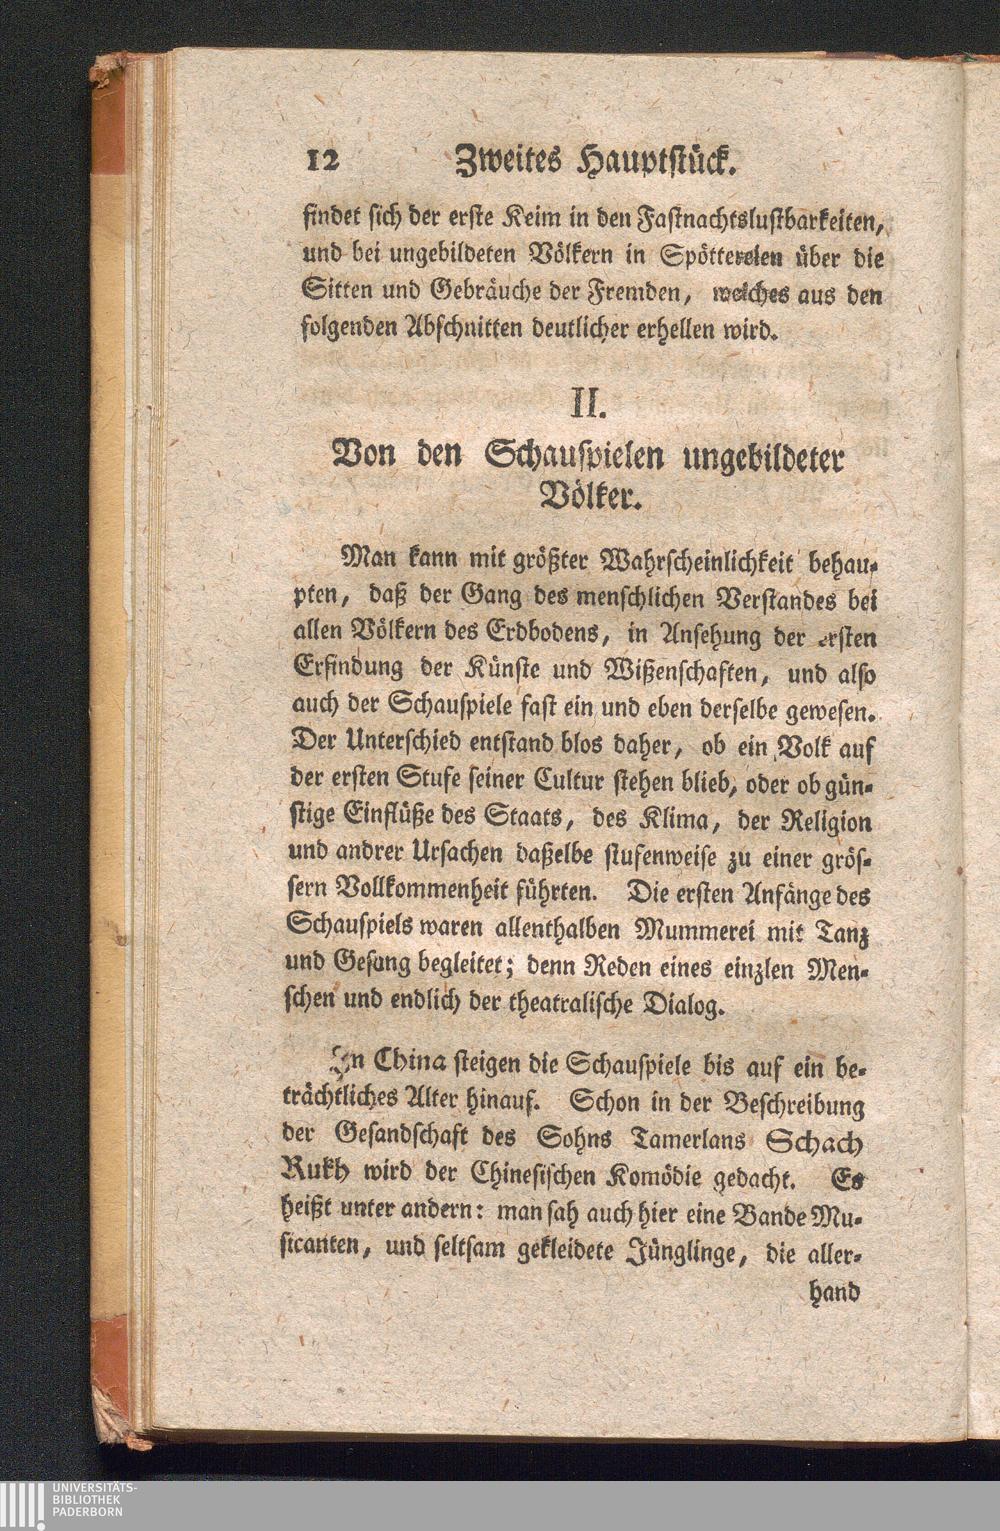 12 Zweites Hauptstück.
findet sich der erste Keim in den Fastnachtslustbarkeiten,
und bei ungebildeten Völkern in Spöttereien über die
Sitten und Gebräuche der Fremden, welches aus den
folgenden Abschnitten deutlicher erhellen wird.
II.
Von den Schauspielen ungebildeter
Völker.
Man kann mit größter Wahrscheinlichkeit behau-
pten, daß der Gang des menschlichen Verstandes bei
allen Völkern des Erdbodens, in Ansehung der ersten
Erfindung der Künste und Wißenschaften, und also
auch der Schauspiele fast ein und eben derselbe gewesen.
Der Unterschied entstand blos daher, ob ein Volk auf
der ersten Stufe seiner Cultur stehen blieb, oder ob gün-
stige Einflüße des Staats, des Klima, der Religion
und andrer Ursachen daßelbe stufenweise zu einer grös-
sern Vollkommenheit führten. Die ersten Anfänge des
Schauspiels waren allenthalben Mummerei mit Tanz
und Gesang begleitet; denn Reden eines einzlen Men-
schen und endlich der theatralische Dialog.
In China steigen die Schauspiele bis auf ein be-
trächtliches Alter hinauf. Schon in der Beschreibung
der Gesandschaft des Sohns Tamerlans Schach
Rukh wird der Chinesischen Komödie gedacht. Es
heißt unter andern: man sah auch hier eine Bande Mu-
sicanten, und seltsam gekleidete Jünglinge, die aller-
hand
UNIVERSITÄTS-
BIBLIOTHEK
PADERBORN